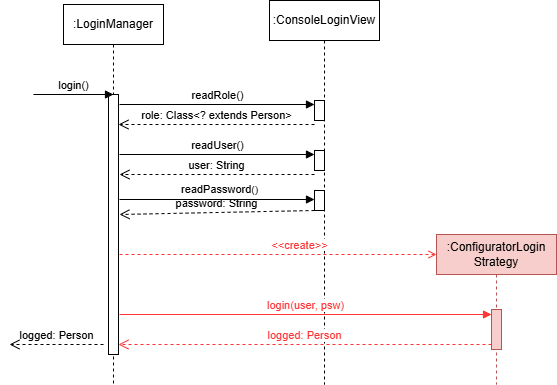 :LoginManager
:ConsoleLoginView
login()
readRole()
role: Class<? extends Person>
readUser()
user: String
readPassword()
password: String
<<create>>
:ConfiguratorLogin
Strategy
login(user, psw)
logged: Person
logged: Person